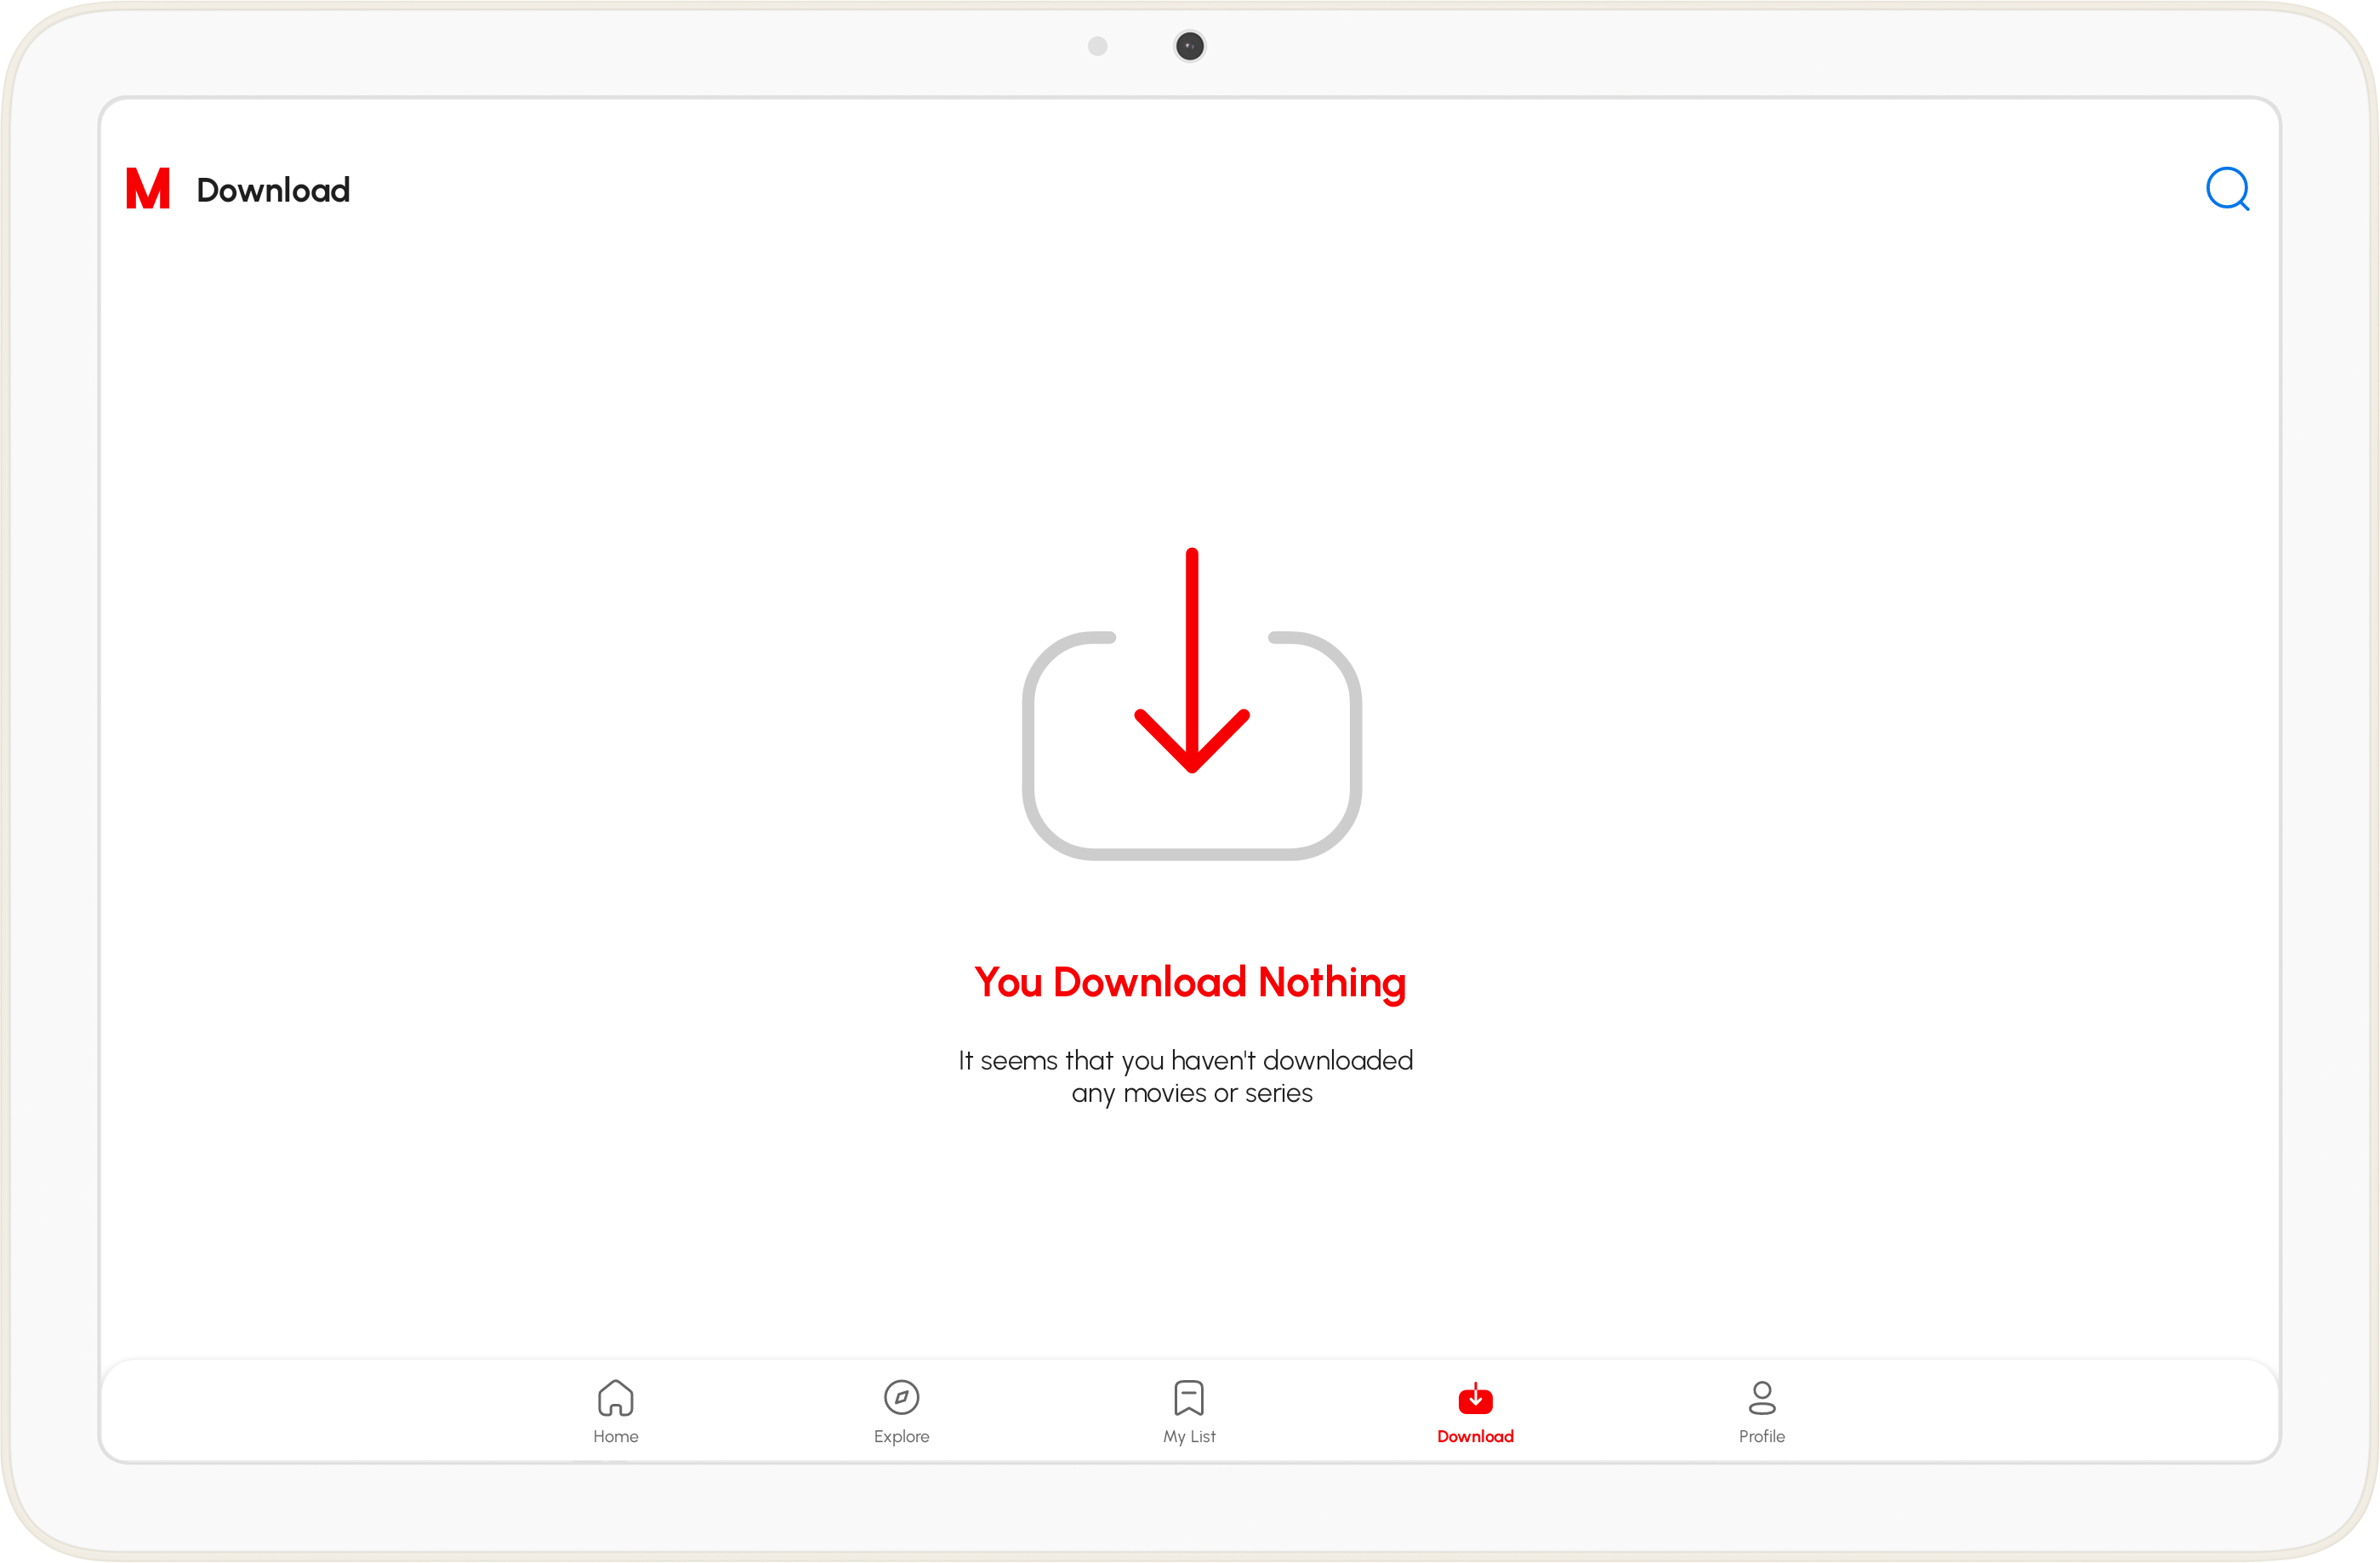 M Download
You Download Nothing
It seems that you haven't downloaded
any movies or series
Home Explore My List Download Profile